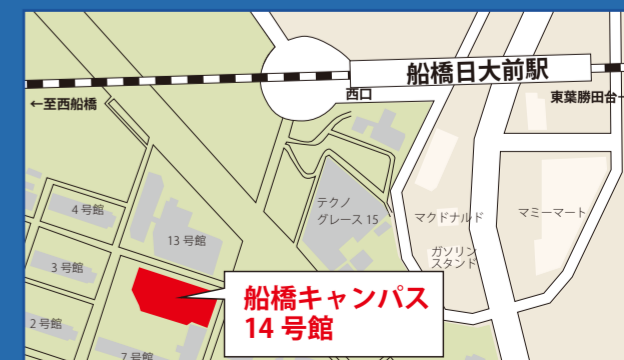 船橋日大前駅
西口
←至西船橋
東葉勝田台
テクノ
グレース 15
マクドナルド
マミーマート
4 号館
13 号館
ガソリン
スタンド
3 号館
船橋キャンパス
14 号館
2 号館
7 号館